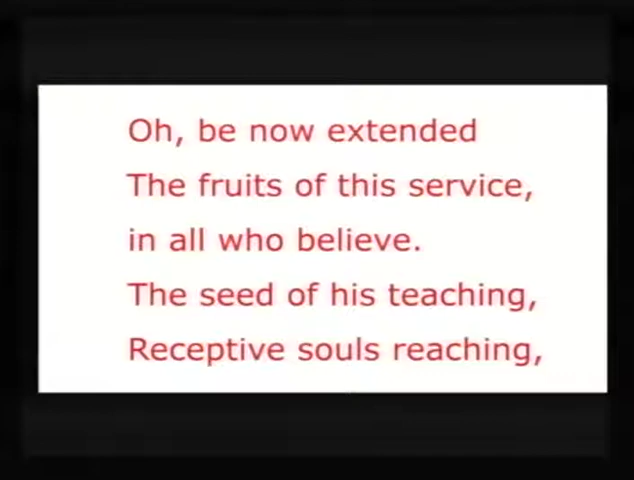 Oh, be now extended
The fruits of this service,
in all who believe.
The seed of his teaching,
Receptive souls reaching,